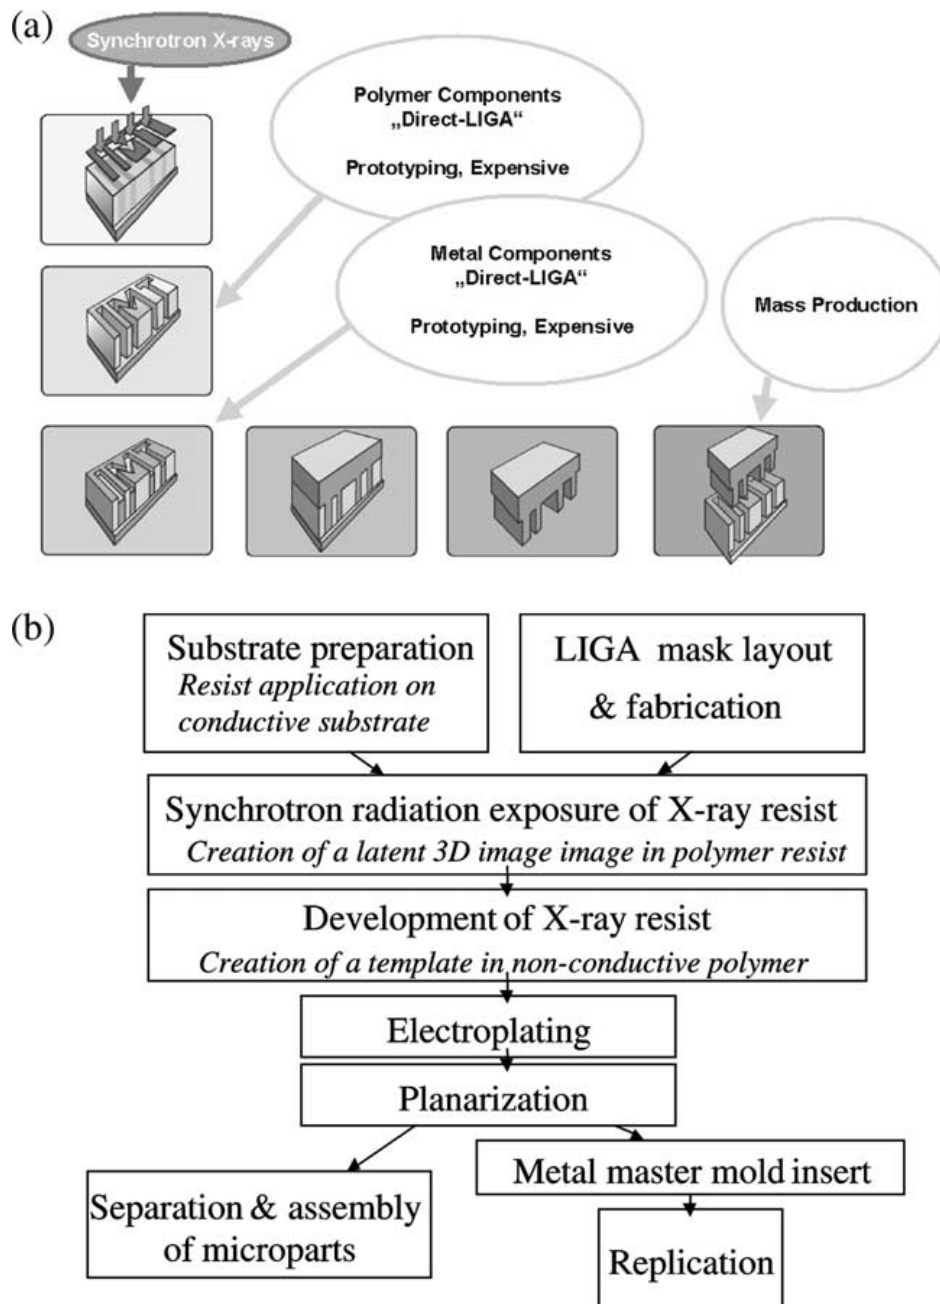 (a)
Synchrotron X-rays
Polymer Components
„Direct-LIGA“
Prototyping, Expensive
Metal Components
„Direct-LIGA“
Prototyping, Expensive
Mass Production
IMT
IMT
(b)
Substrate preparation
Resist application on
conductive substrate
LIGA mask layout
& fabrication
Synchrotron radiation exposure of X-ray resist
Creation of a latent 3D image image in polymer resist
Development of X-ray resist
Creation of a template in non-conductive polymer
Electroplating
Planarization
Metal master mold insert
Separation & assembly
of microparts
Replication